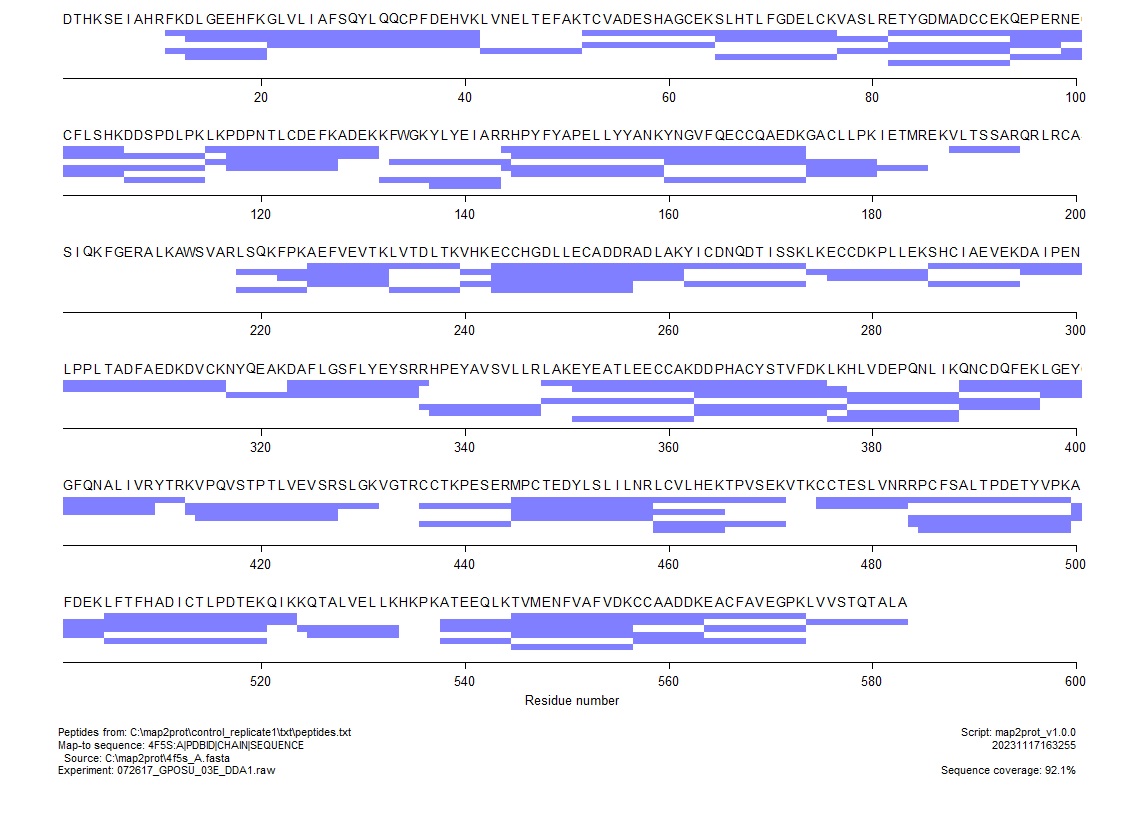 DTHKSEIAHRFKDLGEEHFKGLVLIAFSQYLQQCPFDEHVKLVNELTEFAKTCVADESHAGCEKSLHTLFGDELCKVASLRETYGDMADCCEKQEPERNE
20 40 60 80 100
CFLSHKDDSPDLPKLKPDPNTLCDEFKADEKKFWGKYLYEIARRHPYFYAPELLYYANKYNGVFQECCQAEDKGACLLPKIETMREKVLTSSARQRLRCA
120 140 160 180 200
SIQKFGERALKAWSVARLSQKFPKAEFVEVTKLVTDLTKVHKECCHGDLLECADDRADLAKYICDNQDTISSKLKECCDKPLLEKSHCIAEVEKDAIPEN
220 240 260 280 300
LPPLTADFAEDKDVCKNYQEAKDAFLGSFLYEYSRRHPEYAVSVLLRLAKEYEATLEECCAKDDPHACYSTVFDKLKHLVDEPQNLIKQNCDQFEKLGEY
320 340 360 380 400
GFQNALIVRYTRKVPQVSTPTLVEVSRSLGKVGTRCCTKPESERMPCTEDYLSLILNRLCVLHEKTPVSEKVTKCCTESLVNRRPCFSALTPDETYVPKA
420 440 460 480 500
FDEKLFTFHADICTLPDTEKQIKKQTALVELLKHKPKATEEQLKTVMENFVAFVDKCCAADDKEACFAVEGPKLVVSTQTALA
520 540 560 580 600
Residue number
Peptides from: C:\map2prot\control_replicate1\txt\peptides.txt
Map-to sequence: 4F5S:A|PDBID|CHAIN|SEQUENCE
Source: C:\map2prot\4f5s_A.fasta
Experiment: 072617_GPOSU_03E_DDA1.raw
Script: map2prot_v1.0.0
20231117163255
Sequence coverage: 92.1%